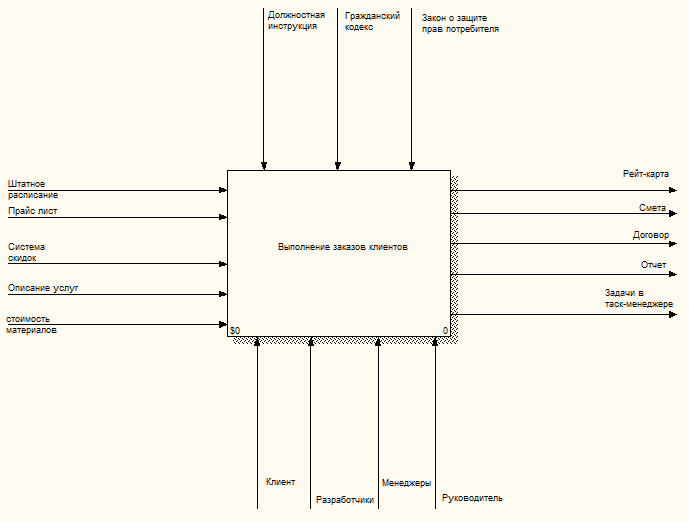 Должностная
инструкция
Гражданский
кодекс
Закон о защите
прав потребителя
Штатное
расписание
Прайс лист
Система
скидок
Описание услуг
стоимость
материалов
Выполнение заказов клиентов
$0
0
Рейт-карта
Смета
Договор
Отчет
Задачи в
таск-менеджере
Клиент
Разработчики
Менеджеры
Руководитель